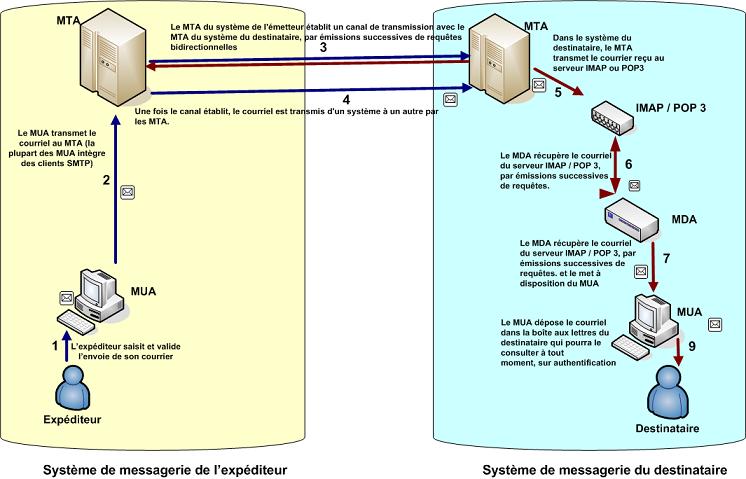 MTA
Le MTA du système de l'émetteur établit un canal de transmission avec le
MTA du système du destinataire, par émissions successives de requêtes
bidirectionnelles
3
MTA
Dans le système du
destinataire, le MTA
transmet le courrier reçu au
serveur IMAP ou POP3
4
5
Une fois le canal établit, le courriel est transmis d'un système à un autre par
les MTA.
IMAP / POP 3
Le MUA transmet le
courriel au MTA (la
plupart des MUA intègre
des clients SMTP)
2
Le MDA récupère le courriel
du serveur IMAP / POP 3,
par émissions successives
de requêtes.
6
MDA
Le MDA récupère le courriel
du serveur IMAP / POP 3, par
émissions successives de
requêtes. et le met à
disposition du MUA
7
MUA
MUA
Le MUA dépose le courriel
dans la boîte aux lettres du
destinataire qui pourra le
consulter à tout
moment, sur authentification
9
1
L'expéditeur saisit et valide
l'envoie de son courrier
Expéditeur
Destinataire
Système de messagerie de l'expéditeur
Système de messagerie du destinataire